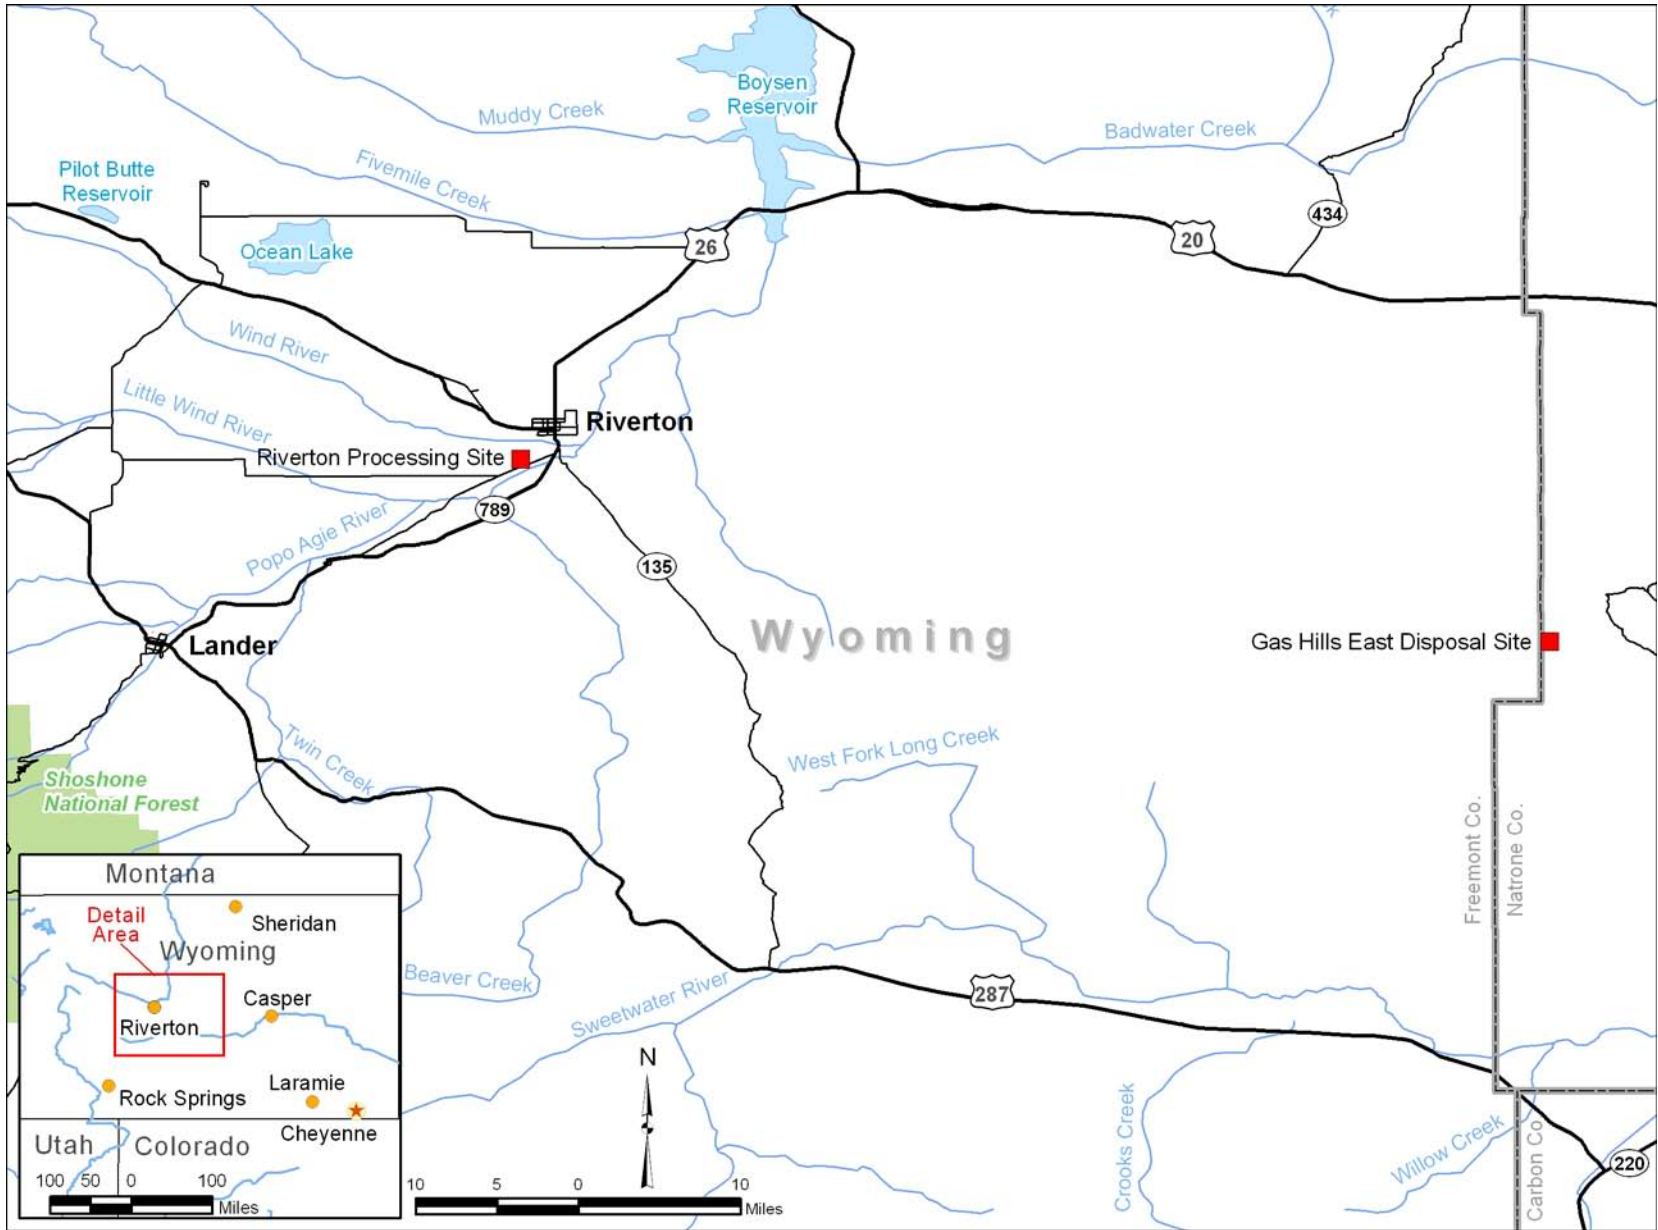 Boysen
Reservoir
Muddy Creek
Badwater Creek
Fivemile Creek
Pilot Butte
Reservoir
434
26
20
Ocean Lake
Wind River
Little Wind River
Riverton
Riverton Processing Site
789
Popo Agie River
135
Wyoming
Lander
Gas Hills East Disposal Site
Twin Creek
West Fork Long Creek
Shoshone
National Forest
Freemont Co.
Natrone Co.
Beaver Creek
Sweetwater River
287
Crooks Creek
Willow Creek
Carbon Co
220
Montana
Detail
Area
Sheridan
Wyoming
Casper
Riverton
Rock Springs
Laramie
Cheyenne
Utah
Colorado
100 50 0 100
Miles
N
10 5 0 10
Miles